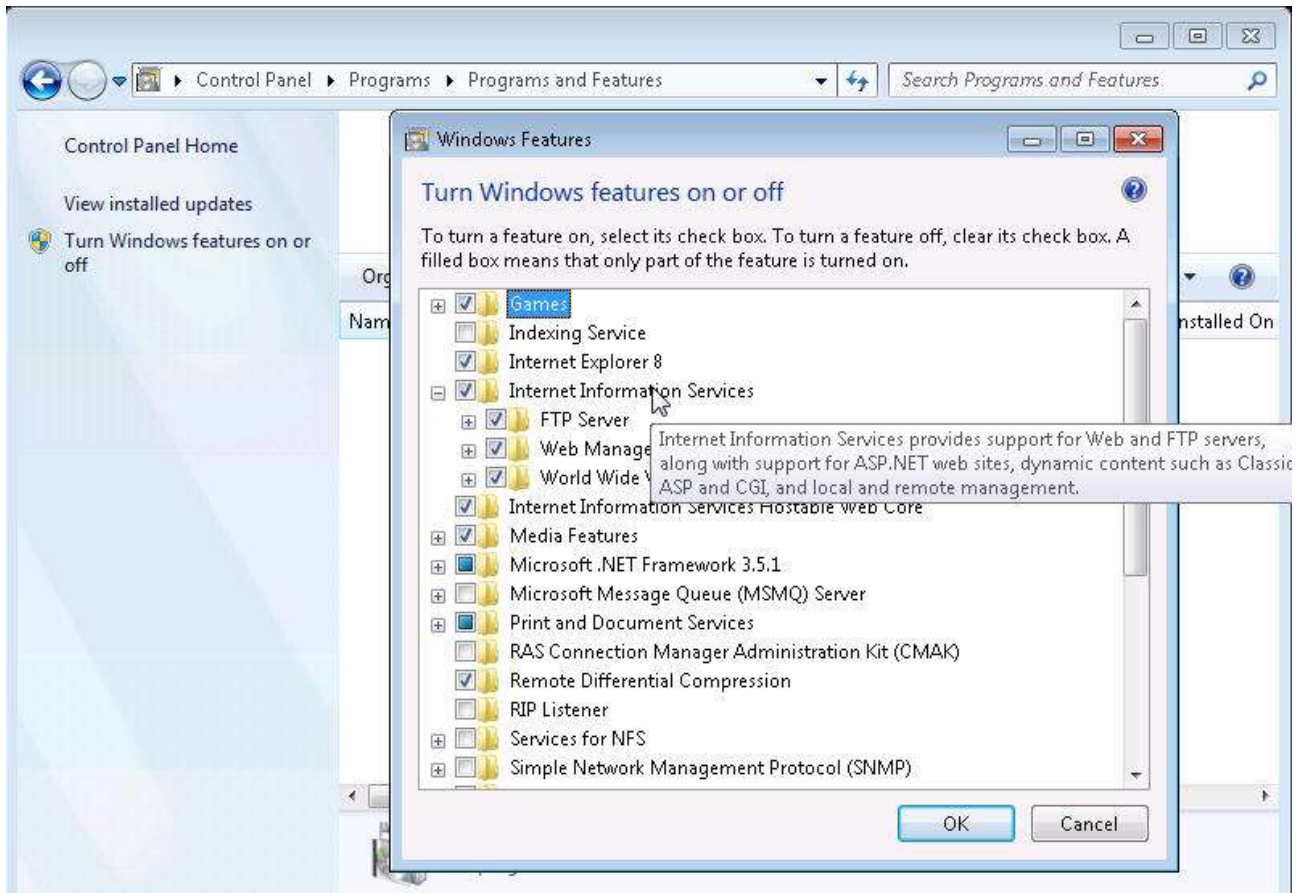 Control Panel Programs Programs and Features Search Programs and Features
Control Panel Home
View installed updates
Turn Windows features on or
off
Org
Nam
nstalled On
Windows Features
Turn Windows features on or off
To turn a feature on, select its check box. To turn a feature off, clear its check box. A
filled box means that only part of the feature is turned on.
Games
Indexing Service
Internet Explorer 8
Internet Information Services
FTP Server
Web Manage
World Wide
Internet Information Services provides support for Web and FTP servers,
along with support for ASP.NET web sites, dynamic content such as Classic
ASP and CGI, and local and remote management.
Internet Information Services Hostable Web Core
Media Features
Microsoft .NET Framework 3.5.1
Microsoft Message Queue (MSMQ) Server
Print and Document Services
RAS Connection Manager Administration Kit (CMAK)
Remote Differential Compression
RIP Listener
Services for NFS
Simple Network Management Protocol (SNMP)
OK Cancel